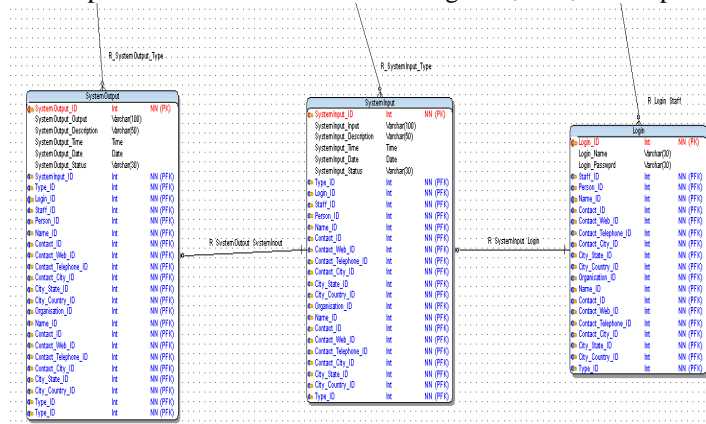 R_SystemOutput_Type
R_SystemInput_Type
R_Login_Staff
SystemOutput
SystemOutput_ID Int NN (PK)
SystemOutput_Output Varchar(100)
SystemOutput_Description Varchar(50)
SystemOutput_Time Time
SystemOutput_Date Date
SystemOutput_Status Varchar(30)
SystemInput_ID Int NN (PFK)
Type_ID Int NN (PFK)
Login_ID Int NN (PFK)
Staff_ID Int NN (PFK)
Person_ID Int NN (PFK)
Name_ID Int NN (PFK)
Contact_ID Int NN (PFK)
Contact_Web_ID Int NN (PFK)
Contact_Telephone_ID Int NN (PFK)
Contact_City_ID Int NN (PFK)
City_State_ID Int NN (PFK)
City_Country_ID Int NN (PFK)
Organisation_ID Int NN (PFK)
Name_ID Int NN (PFK)
Contact_ID Int NN (PFK)
Contact_Web_ID Int NN (PFK)
Contact_Telephone_ID Int NN (PFK)
Contact_City_ID Int NN (PFK)
City_State_ID Int NN (PFK)
City_Country_ID Int NN (PFK)
Type_ID Int NN (PFK)
Type_ID Int NN (PFK)
R_SystemOutput_SystemInput
SystemInput
SystemInput_ID Int NN (PK)
SystemInput_Input Varchar(100)
SystemInput_Description Varchar(50)
SystemInput_Time Time
SystemInput_Date Date
SystemInput_Status Varchar(30)
Type_ID Int NN (PFK)
Login_ID Int NN (PFK)
Staff_ID Int NN (PFK)
Person_ID Int NN (PFK)
Name_ID Int NN (PFK)
Contact_ID Int NN (PFK)
Contact_Web_ID Int NN (PFK)
Contact_Telephone_ID Int NN (PFK)
Contact_City_ID Int NN (PFK)
City_State_ID Int NN (PFK)
City_Country_ID Int NN (PFK)
Organisation_ID Int NN (PFK)
Name_ID Int NN (PFK)
Contact_ID Int NN (PFK)
Contact_Web_ID Int NN (PFK)
Contact_Telephone_ID Int NN (PFK)
Contact_City_ID Int NN (PFK)
City_State_ID Int NN (PFK)
City_Country_ID Int NN (PFK)
Type_ID Int NN (PFK)
R_SystemInput_Login
Login
Login_ID Int NN (PK)
Login_Name Varchar(30)
Login_Password Varchar(30)
Staff_ID Int NN (PFK)
Person_ID Int NN (PFK)
Name_ID Int NN (PFK)
Contact_ID Int NN (PFK)
Contact_Web_ID Int NN (PFK)
Contact_Telephone_ID Int NN (PFK)
Contact_City_ID Int NN (PFK)
City_State_ID Int NN (PFK)
City_Country_ID Int NN (PFK)
Organisation_ID Int NN (PFK)
Name_ID Int NN (PFK)
Contact_ID Int NN (PFK)
Contact_Web_ID Int NN (PFK)
Contact_Telephone_ID Int NN (PFK)
Contact_City_ID Int NN (PFK)
City_State_ID Int NN (PFK)
City_Country_ID Int NN (PFK)
Type_ID Int NN (PFK)